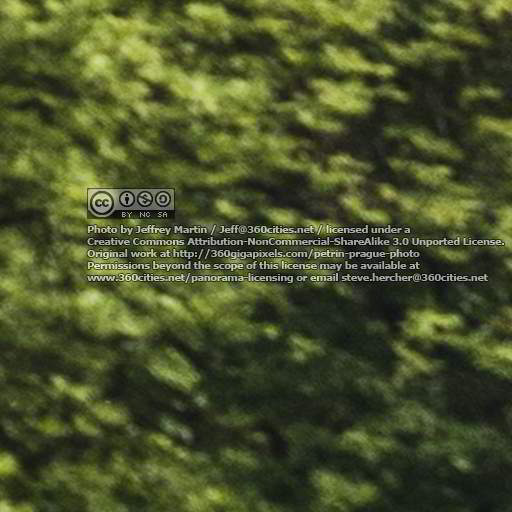 cc
BY NC SA
Photo by Jeffrey Martin / Jeff@360cities.net / licensed under a
Creative Commons Attribution-NonCommercial-ShareAlike 3.0 Unported License.
Original work at http://360gigapixels.com/petrin-prague-photo
Permissions beyond the scope of this license may be available at
www.360cities.net/panorama-licensing or email steve.hercher@360cities.net